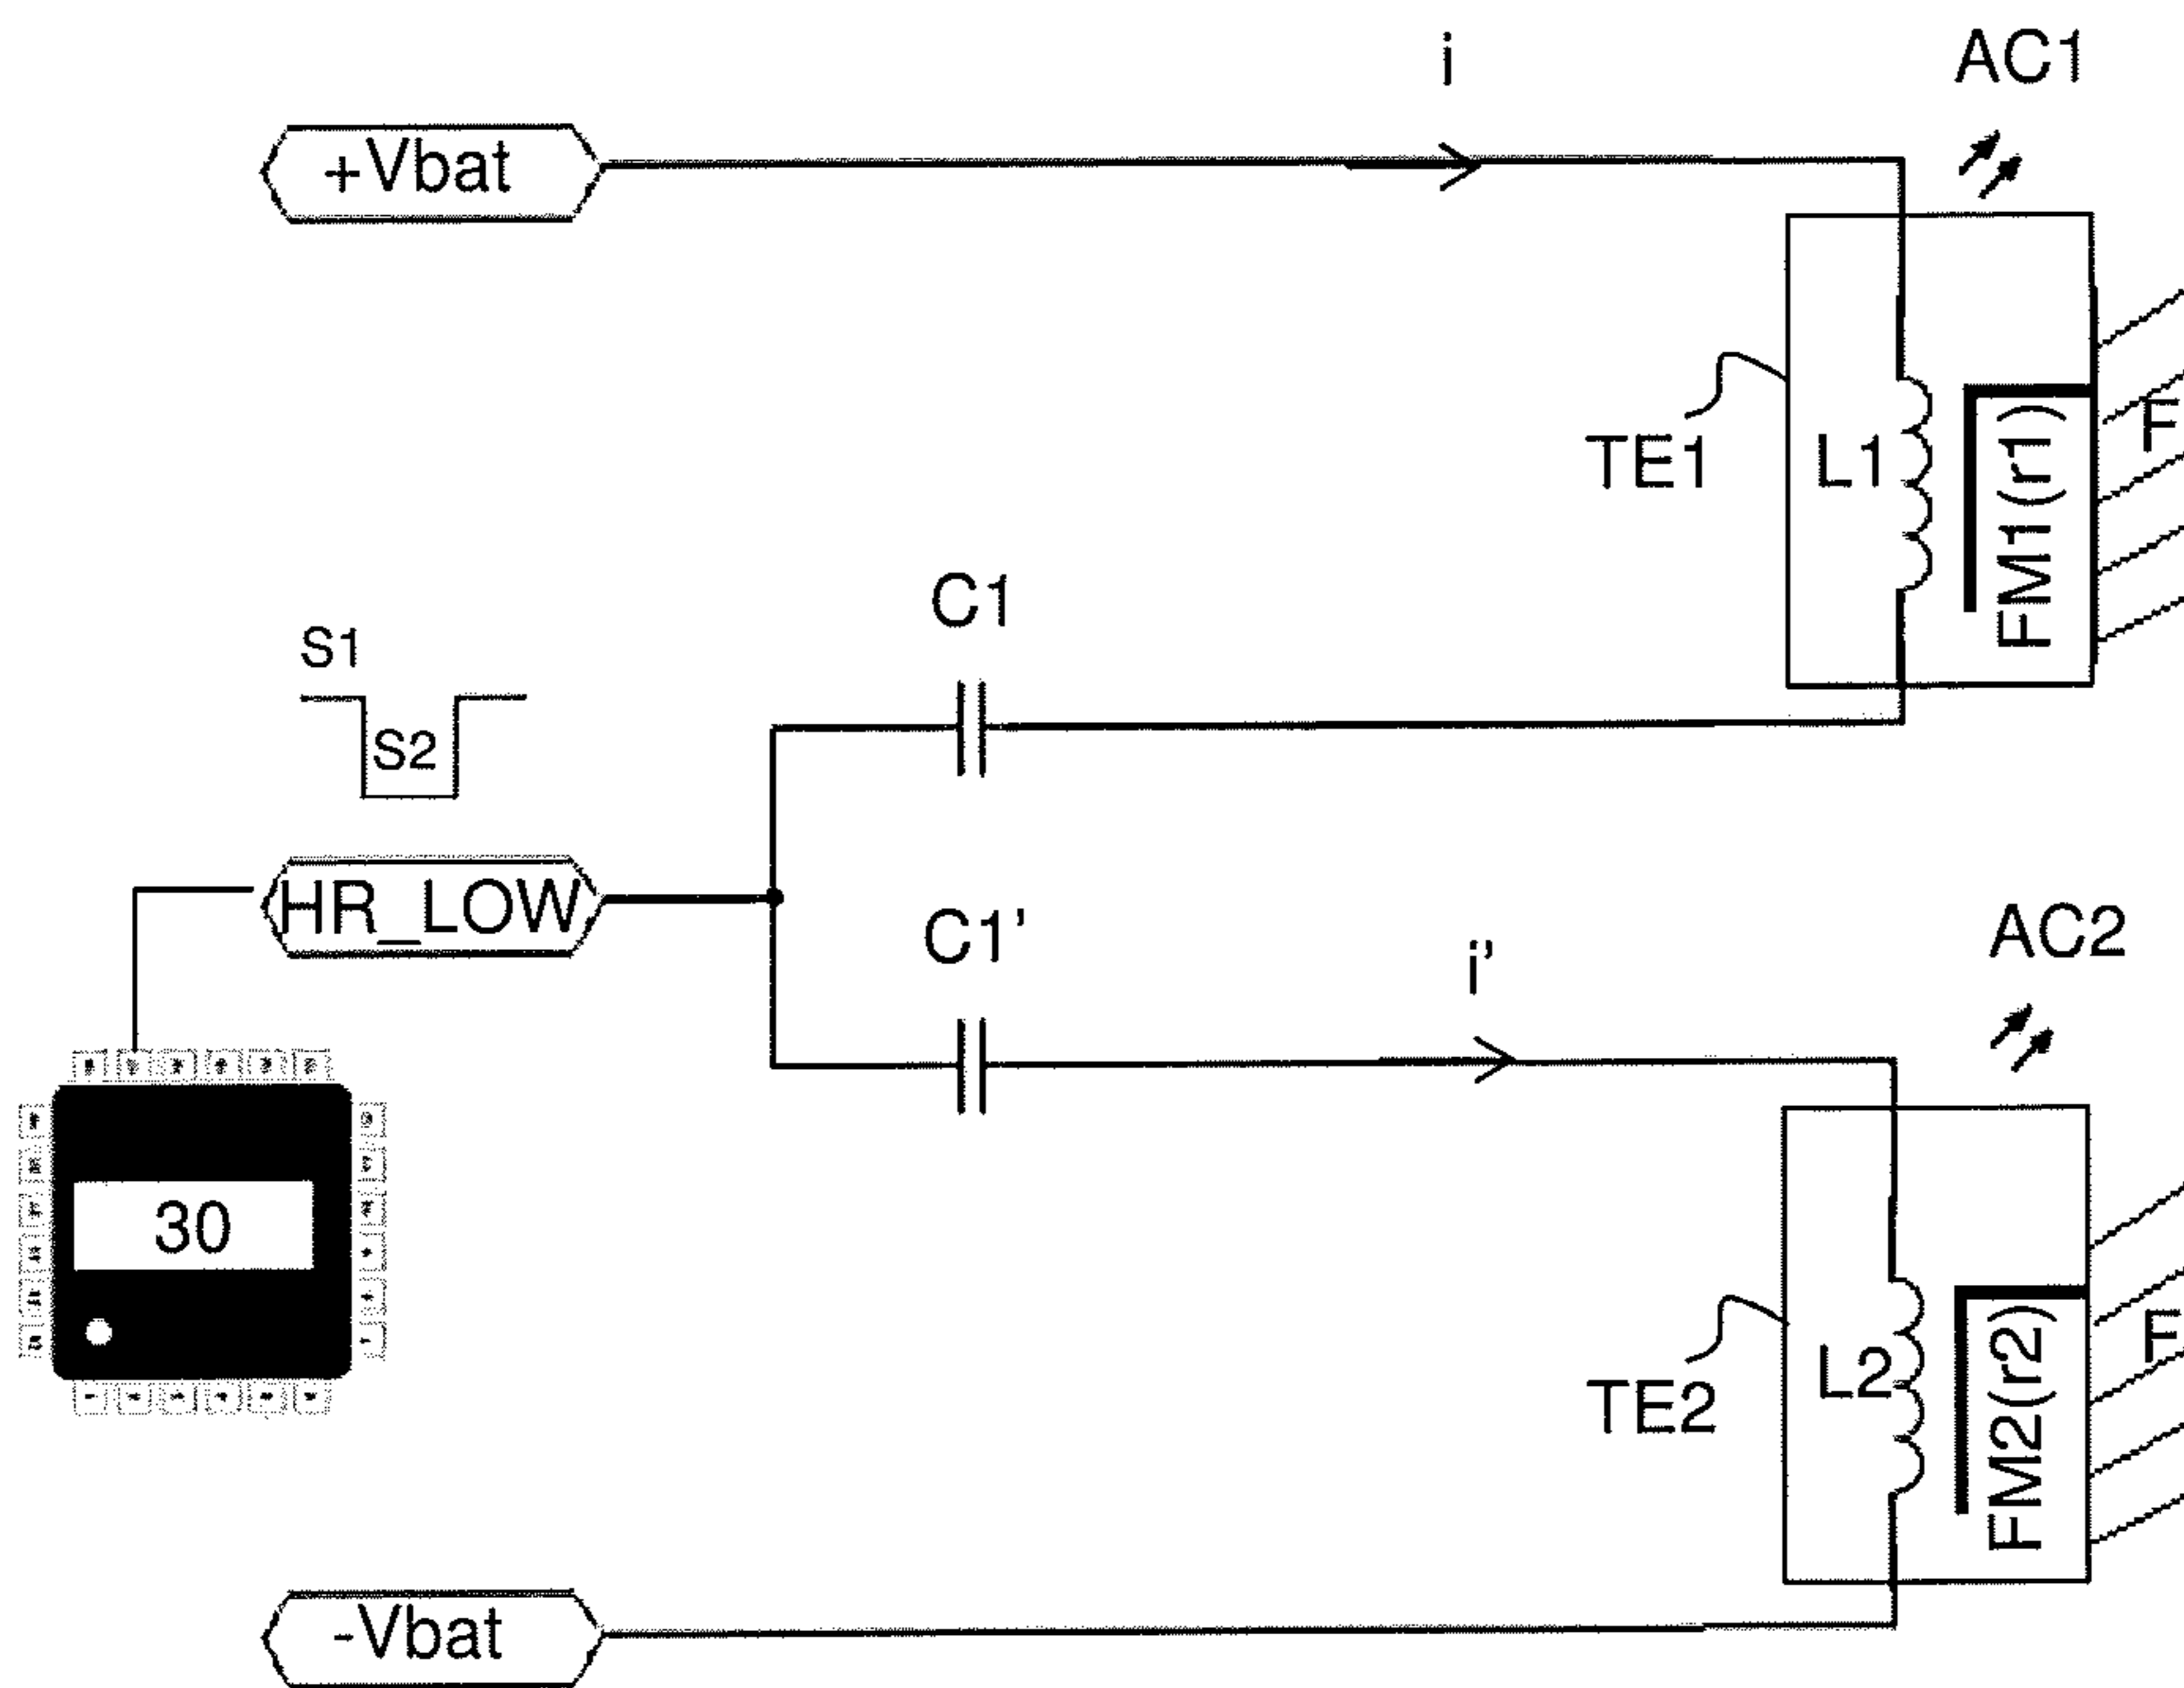 i
AC1
+Vbat
TE1
L1
FM1(r1)
F
C1
S1
S2
HR_LOW
C1’
i’
AC2
30
TE2
L2
FM2(r2)
F
-Vbat